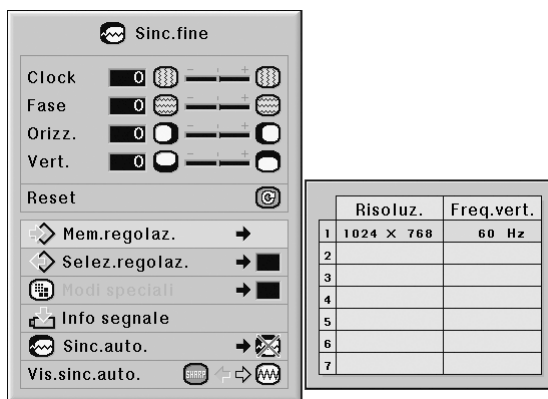 Sinc.fine
Clock 0 - +
Fase 0 - +
Orizz. 0 - +
Vert. 0 - +
Reset
Mem.regolaz.
Selez.regolaz.
Modi speciali
Info segnale
Sinc.auto.
Vis.sinc.auto. SHARP
Risoluz. Freq.vert.
1 1024 × 768 60 Hz
2
3
4
5
6
7